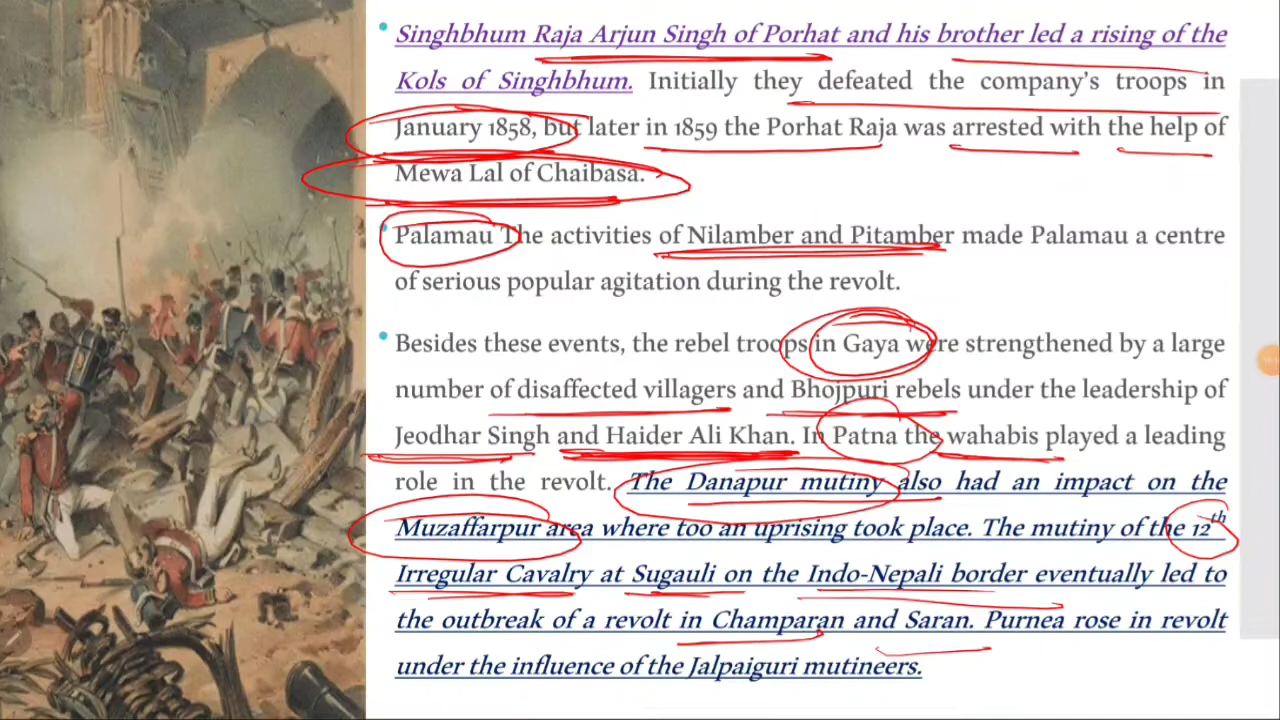 Singhbhum Raja Arjun Singh of Porhat and his brother led a rising of the
Kols of Singhbhum. Initially they defeated the company's troops in
January 1858, but later in 1859 the Porhat Raja was arrested with the help of
Mewa Lal of Chaibasa.
Palamau The activities of Nilamber and Pitamber made Palamau a centre
of serious popular agitation during the revolt.
Besides these events, the rebel troops in Gaya were strengthened by a large
number of disaffected villagers and Bhojpuri rebels under the leadership of
Jeodhar Singh and Haider Ali Khan. In Patna the wahabis played a leading
role in the revolt. The Danapur mutiny also had an impact on the
Muzaffarpur area where too an uprising took place. The mutiny of the 12th
Irregular Cavalry at Sugauli on the Indo-Nepali border eventually led to
the outbreak of a revolt in Champaran and Saran. Purnea rose in revolt
under the influence of the Jalpaiguri mutineers.